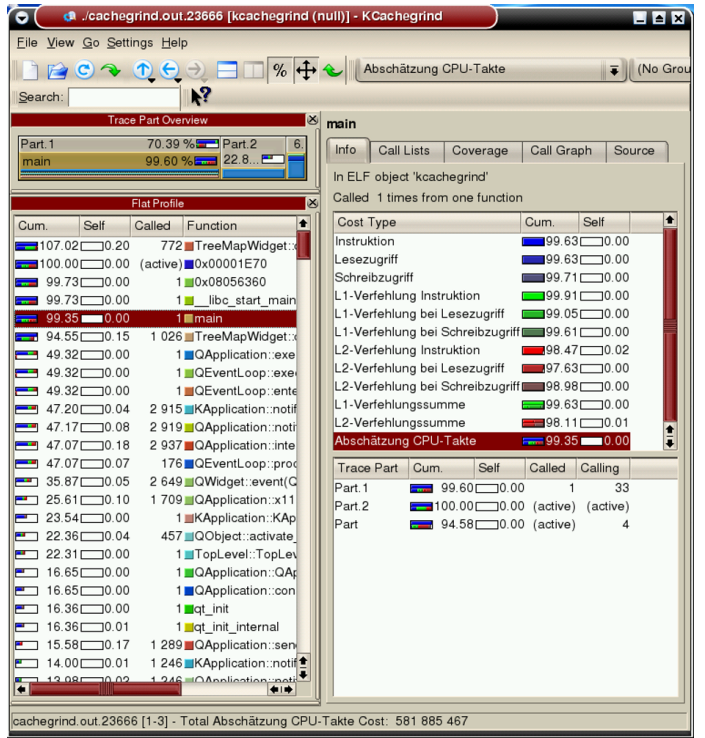 ./cachegrind.out.23666 [kcachegrind (null)] - KCachegrind
File View Go Settings Help
% Abschätzung CPU-Takte (No Grou
Search:
Trace Part Overview
Part.1 70.39 % Part.2 6.
main 99.60 % 22.8...
Flat Profile
Cum. Self Called Function
107.02 0.20 772 TreeMapWidget::
100.00 0.00 (active) 0x00001E70
99.73 0.00 1 0x08056360
99.73 0.00 1 __libc_start_main
99.35 0.00 1 main
94.55 0.15 1 026 TreeMapWidget::
49.32 0.00 1 QApplication::exe
49.32 0.00 1 QEventLoop::exe
49.32 0.00 1 QEventLoop::ente
47.20 0.04 2 915 KApplication::notif
47.17 0.08 2 919 QApplication::noti
47.07 0.18 2 937 QApplication::inte
47.07 0.07 176 QEventLoop::proc
35.87 0.05 2 649 QWidget::event(Q
25.61 0.10 1 709 QApplication::x11
23.54 0.00 1 KApplication::KAp
22.36 0.04 457 QObject::activate_
22.31 0.00 1 TopLevel::TopLev
16.65 0.00 1 QApplication::QAp
16.65 0.00 1 QApplication::con
16.36 0.00 1 qt_init
16.36 0.01 1 qt_init_internal
15.58 0.17 1 289 QApplication::sen
14.00 0.01 1 246 KApplication::notif
13.98 0.02 1 246 QApplication::noti
main
Info Call Lists Coverage Call Graph Source
In ELF object 'kcachegrind'
Called 1 times from one function
Cost Type Cum. Self
Instruktion 99.63 0.00
Lesezugriff 99.63 0.00
Schreibzugriff 99.71 0.00
L1-Verfehlung Instruktion 99.91 0.00
L1-Verfehlung bei Lesezugriff 99.05 0.00
L1-Verfehlung bei Schreibzugriff 99.61 0.00
L2-Verfehlung Instruktion 98.47 0.02
L2-Verfehlung bei Lesezugriff 97.63 0.00
L2-Verfehlung bei Schreibzugriff 98.98 0.00
L1-Verfehlungssumme 99.63 0.00
L2-Verfehlungssumme 98.11 0.01
Abschätzung CPU-Takte 99.35 0.00
Trace Part Cum. Self Called Calling
Part.1 99.60 0.00 1 33
Part.2 100.00 0.00 (active) (active)
Part 94.58 0.00 (active) 4
cachegrind.out.23666 [1-3] - Total Abschätzung CPU-Takte Cost: 581 885 467